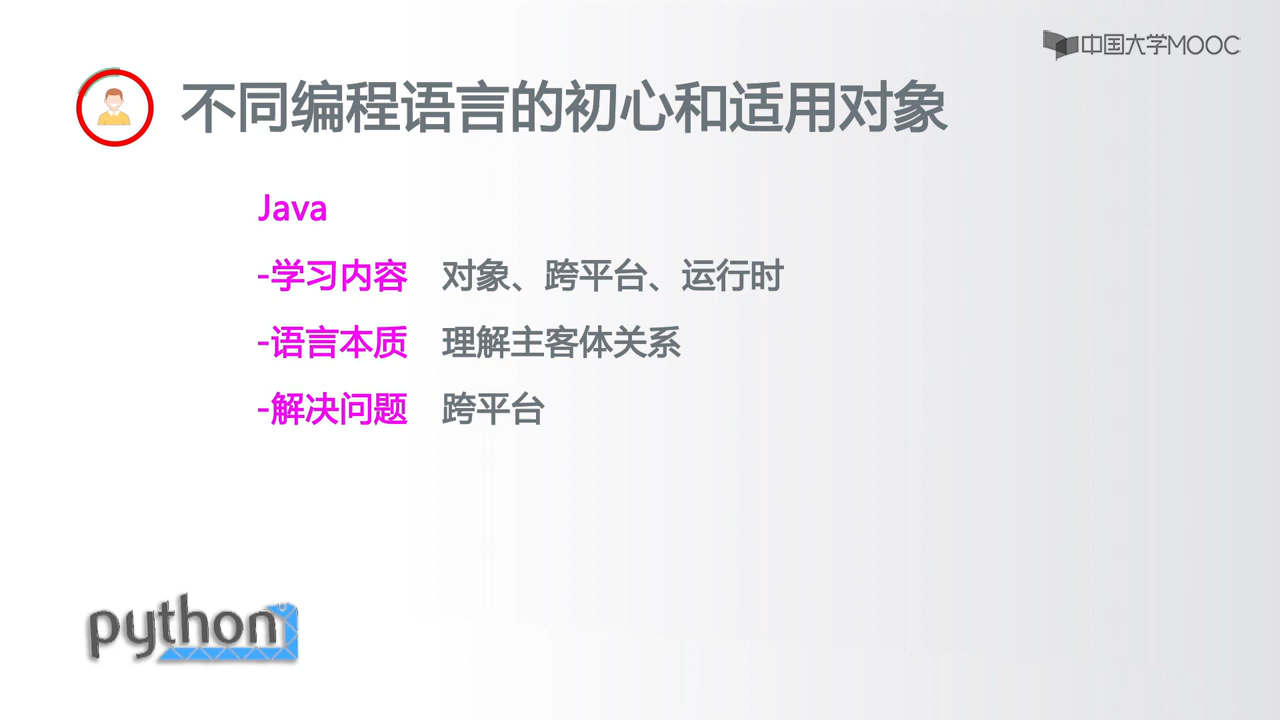 中国大学MOOC
不同编程语言的初心和适用对象
Java
-学习内容 对象、跨平台、运行时
-语言本质 理解主客体关系
-解决问题 跨平台
python